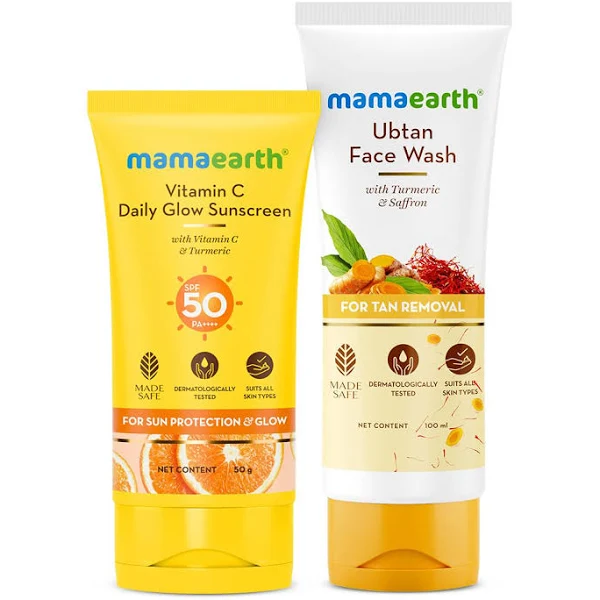 mamaearth®
Vitamin C
Daily Glow Sunscreen
with Vitamin C
& Turmeric
SPF
50
PA++++
MADE
SAFE
DERMATOLOGICALLY
TESTED
SUITS ALL
SKIN TYPES
FOR SUN PROTECTION & GLOW
NET CONTENT 50 g
mamaearth®
Ubtan
Face Wash
with Turmeric
& Saffron
FOR TAN REMOVAL
MADE
SAFE
DERMATOLOGICALLY
TESTED
SUITS ALL
SKIN TYPES
NET CONTENT 100 ml